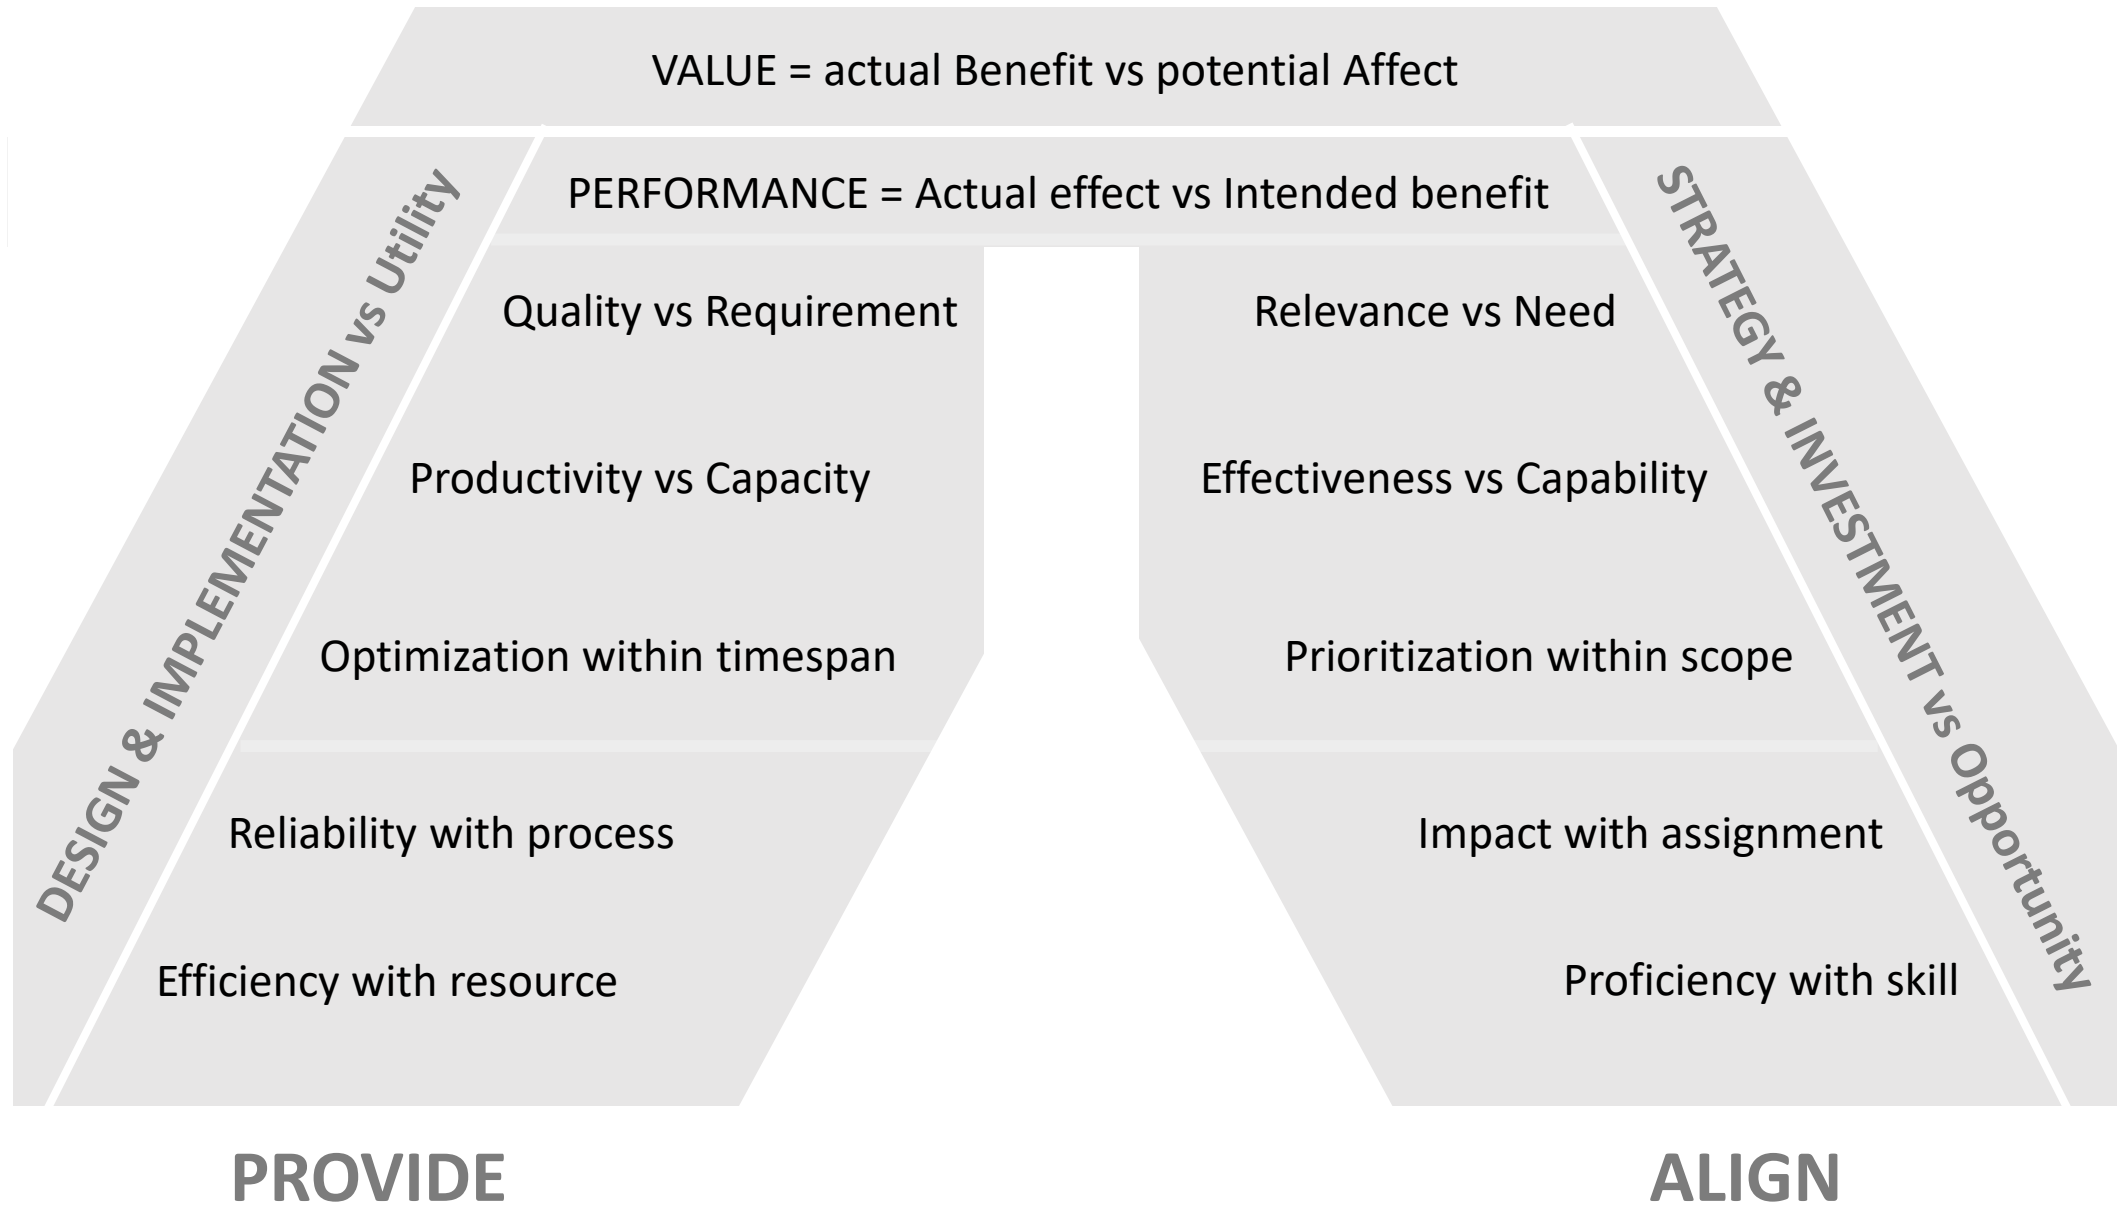 VALUE = actual Benefit vs potential Affect
PERFORMANCE = Actual effect vs Intended benefit
DESIGN & IMPLEMENTATION vs Utility
STRATEGY & INVESTMENT vs Opportunity
Quality vs Requirement
Relevance vs Need
Productivity vs Capacity
Effectiveness vs Capability
Optimization within timespan
Prioritization within scope
Reliability with process
Impact with assignment
Efficiency with resource
Proficiency with skill
PROVIDE
ALIGN